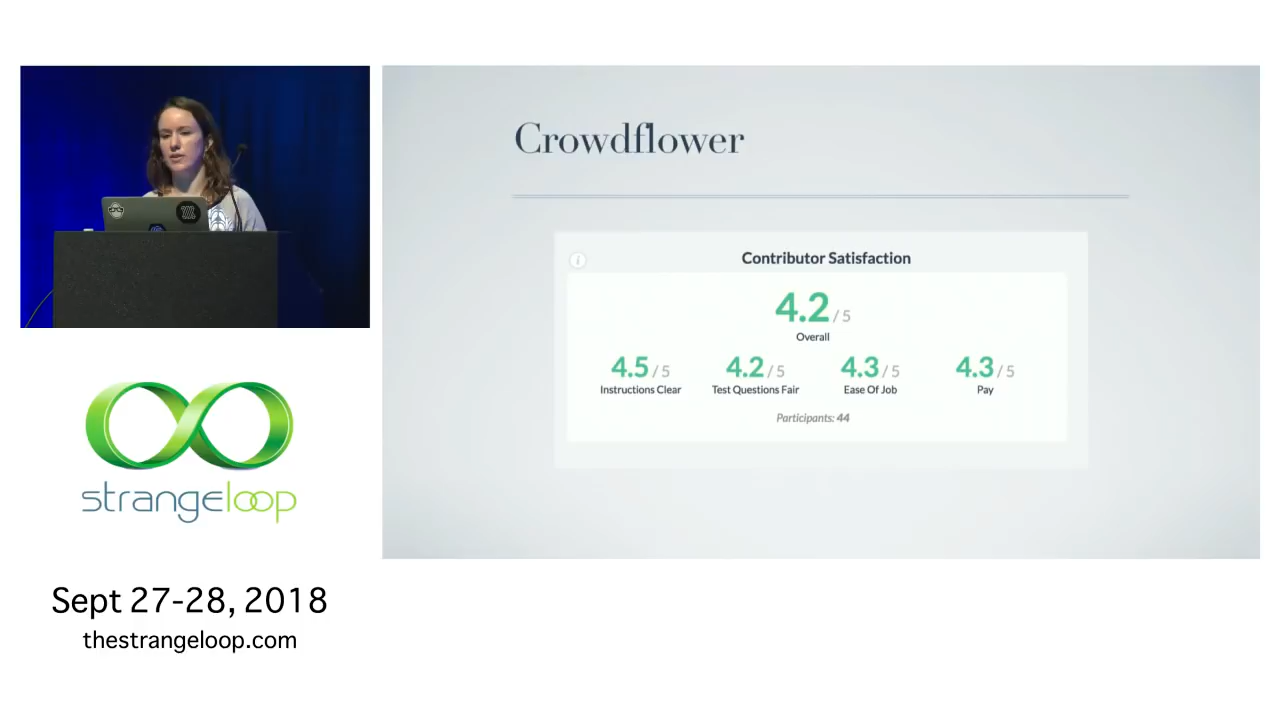 Crowdflower
Contributor Satisfaction
4.2 / 5
Overall
4.5 / 5
Instructions Clear
4.2 / 5
Test Questions Fair
4.3 / 5
Ease Of Job
4.3 / 5
Pay
Participants: 44
strangeloop
Sept 27-28, 2018
thestrangeloop.com